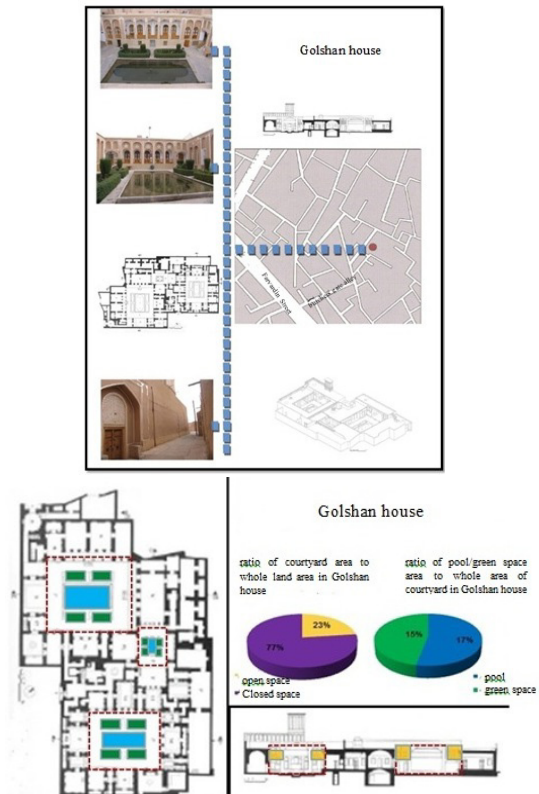 Golshan house
Farvardin Street
Golshan house
ratio of courtyard area to
whole land area in Golshan
house
ratio of pool/green space
area to whole area of
courtyard in Golshan house
23%
77%
15%
17%
open space
Closed space
pool
green space